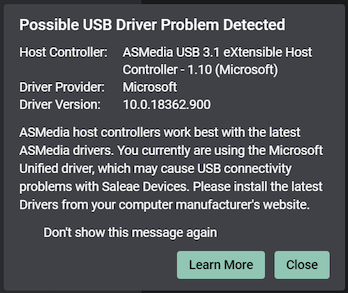 Possible USB Driver Problem Detected
Host Controller: ASMedia USB 3.1 eXtensible Host
Controller - 1.10 (Microsoft)
Driver Provider: Microsoft
Driver Version: 10.0.18362.900
ASMedia host controllers work best with the latest
ASMedia drivers. You currently are using the Microsoft
Unified driver, which may cause USB connectivity
problems with Saleae Devices. Please install the latest
Drivers from your computer manufacturer's website.
Don't show this message again
Learn More Close